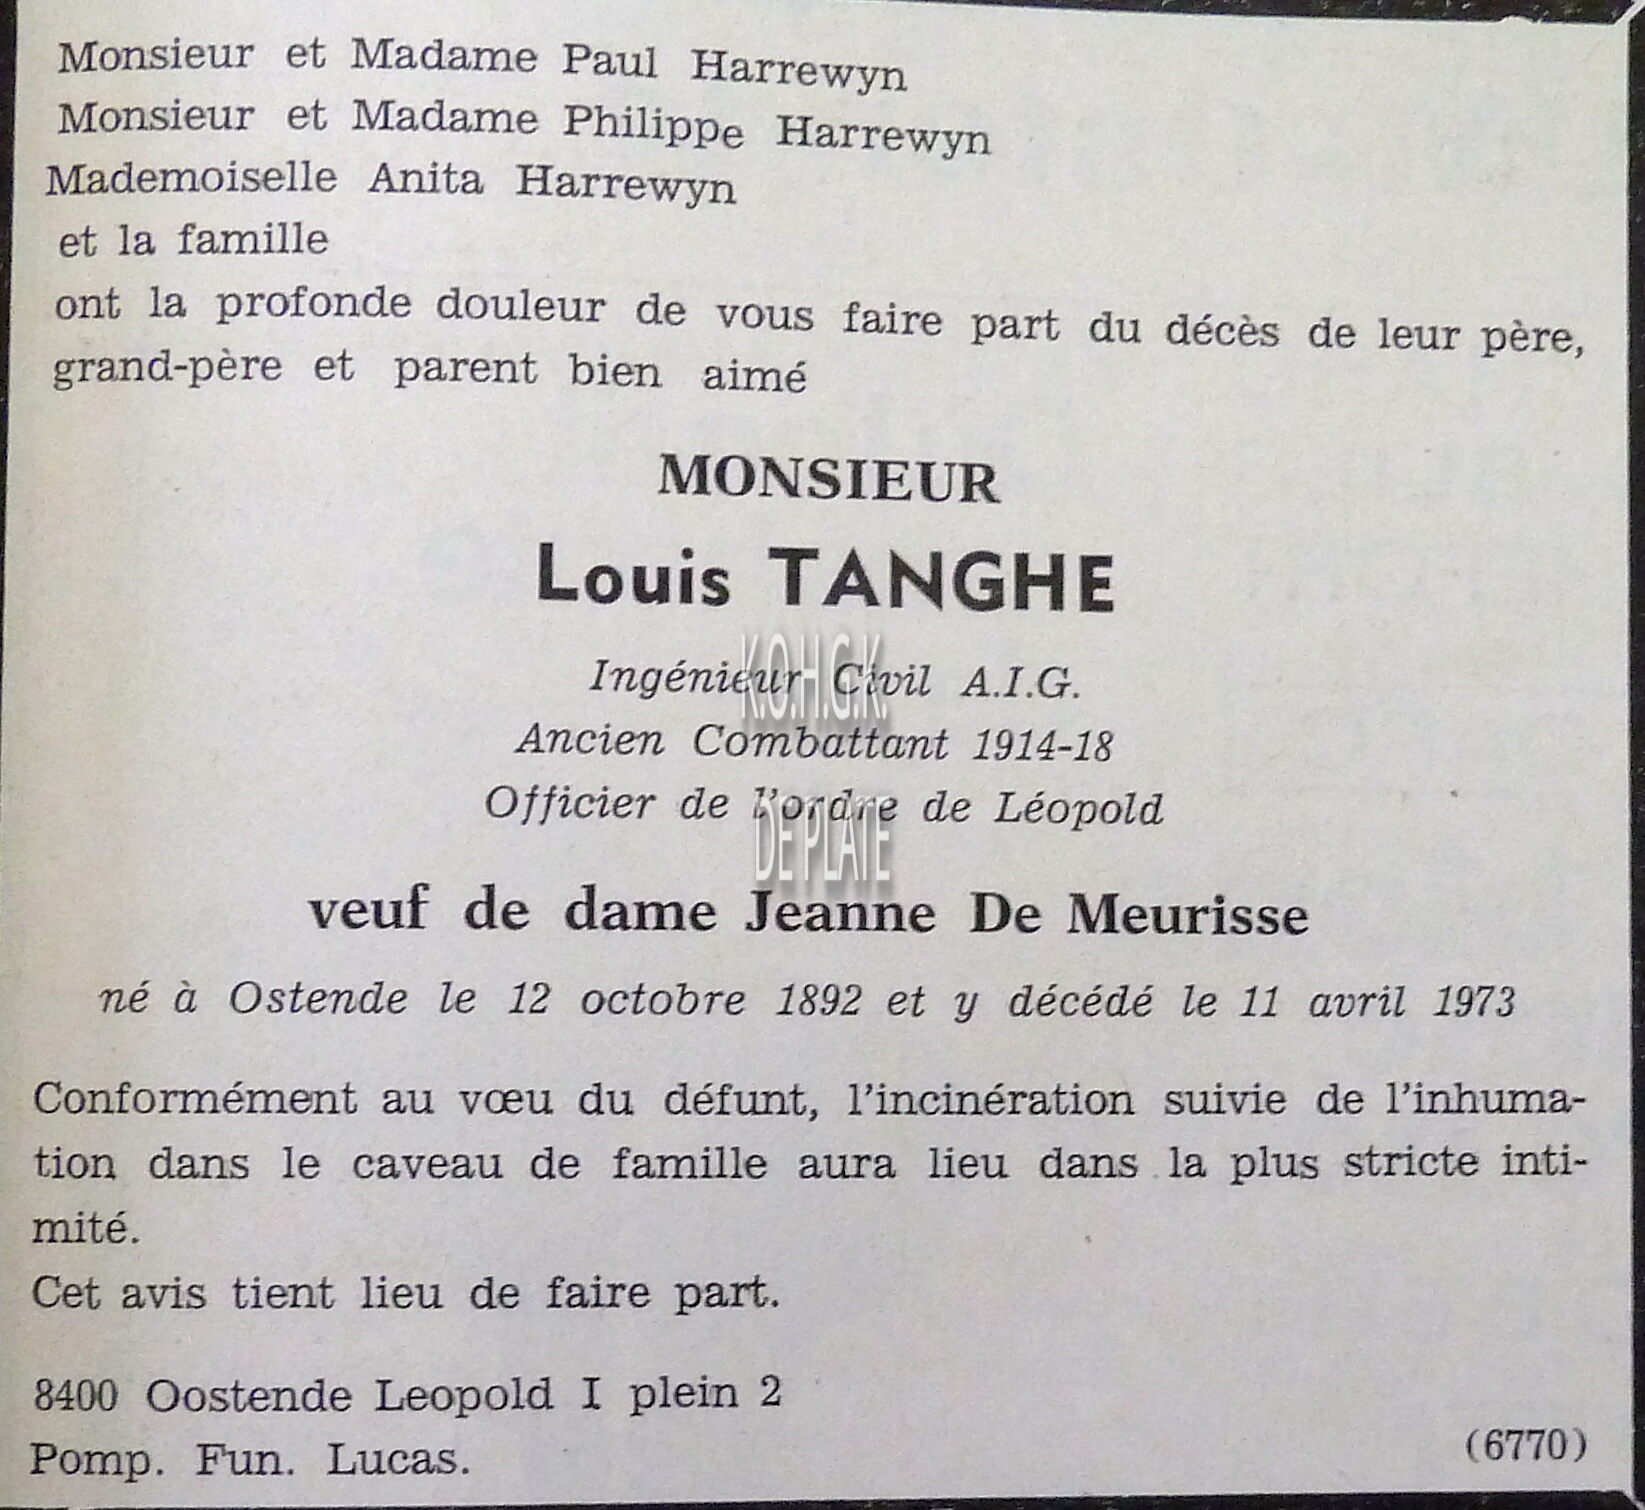 Monsieur et Madame Paul Harrewyn
Monsieur et Madame Philippe Harrewyn
Mademoiselle Anita Harrewyn
et la famille
ont la profonde douleur de vous faire part du décès de leur père,
grand-père et parent bien aimé
MONSIEUR
Louis TANGHE
Ingénieur Civil A.I.G.
K.O.H.G.K.
Ancien Combattant 1914-18
Officier de l'ordre de Léopold
DE PLATE
veuf de dame Jeanne De Meurisse
né à Ostende le 12 octobre 1892 et y décédé le 11 avril 1973
Conformément au vœu du défunt, l'incinération suivie de l'inhuma-
tion dans le caveau de famille aura lieu dans la plus stricte inti-
mité.
Cet avis tient lieu de faire part.
8400 Oostende Leopold I plein 2
Pomp. Fun. Lucas.
(6770)